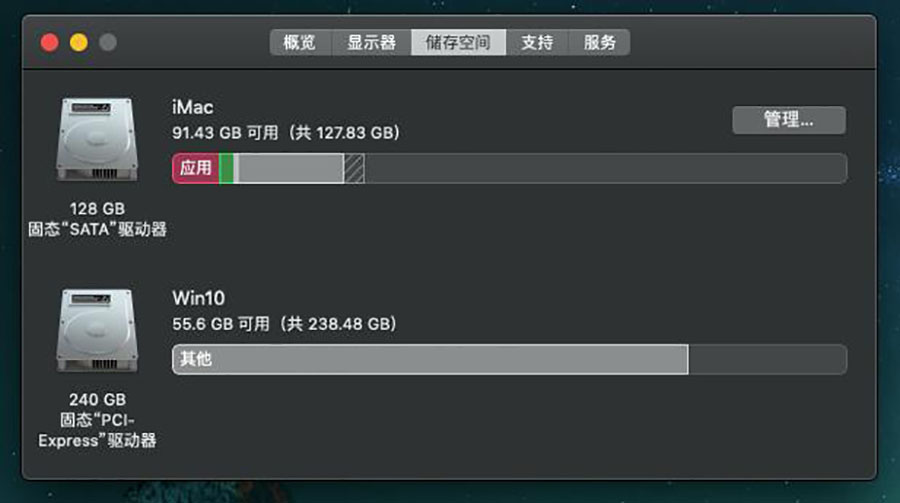 概览 显示器 储存空间 支持 服务
iMac
91.43 GB 可用（共 127.83 GB）
管理...
应用
128 GB
固态“SATA”驱动器
Win10
55.6 GB 可用（共 238.48 GB）
其他
240 GB
固态“PCI-
Express”驱动器